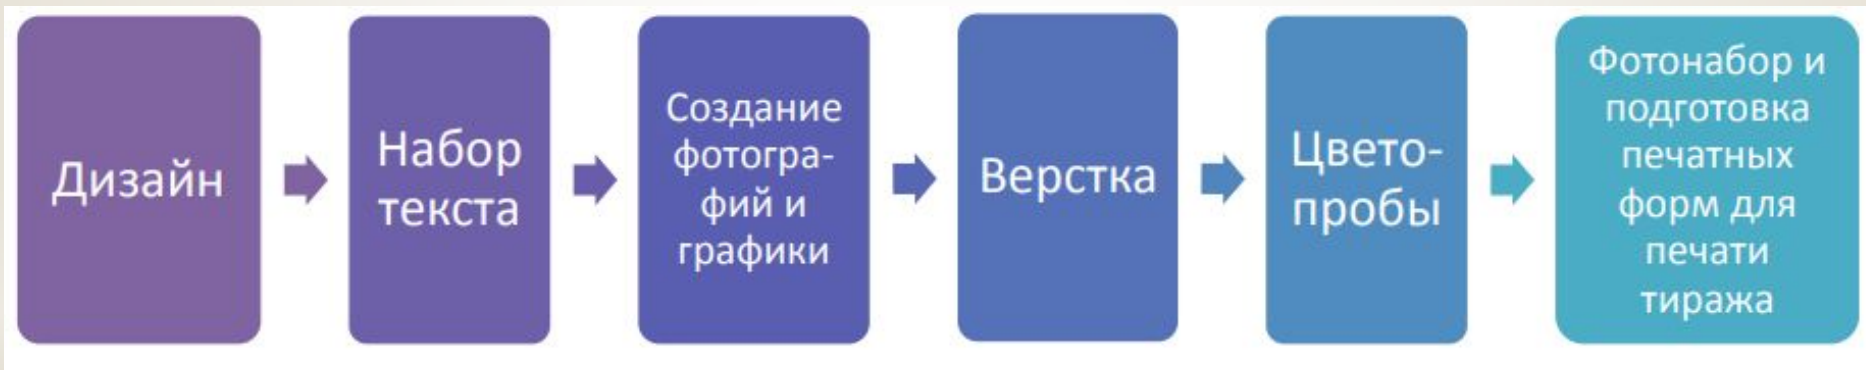 Дизайн
Набор
текста
Создание
фотогра-
фий и
графики
Верстка
Цвето-
пробы
Фотонабор и
подготовка
печатных
форм для
печати
тиража